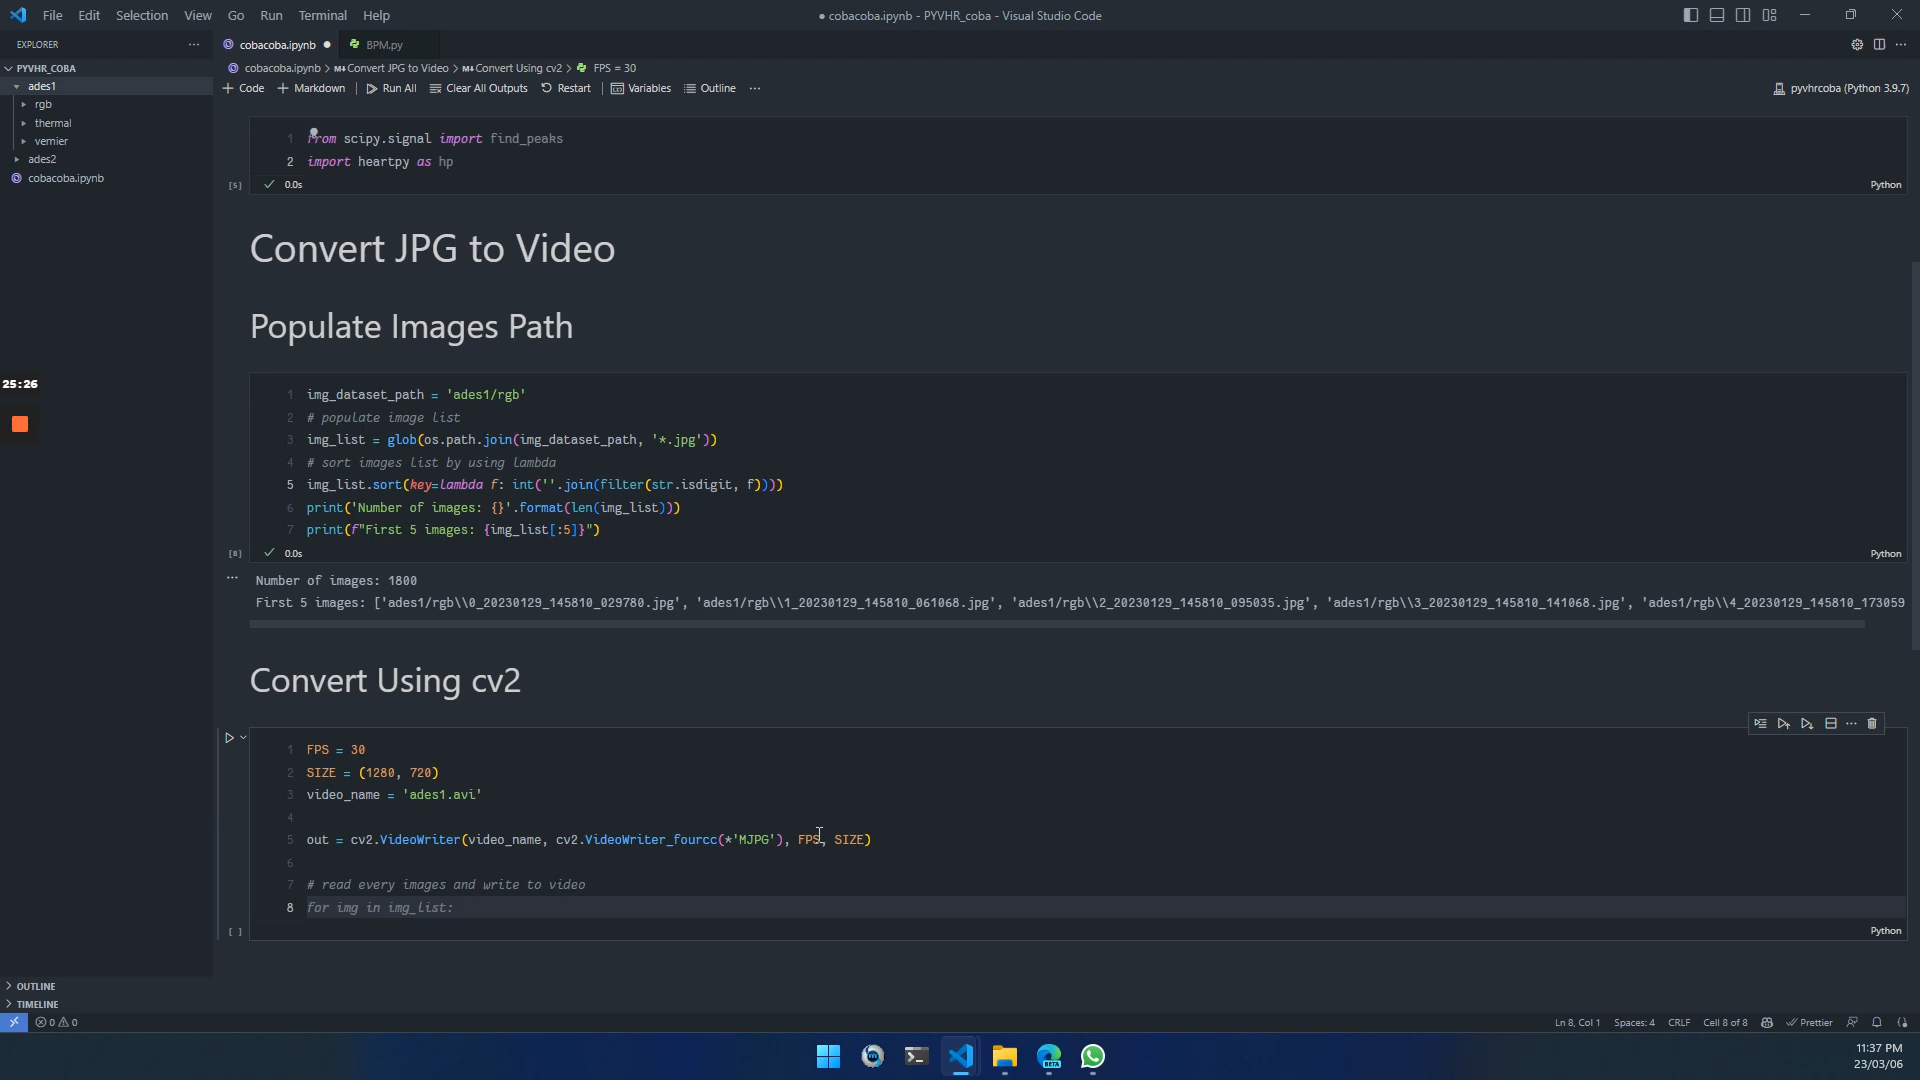 File Edit Selection View Go Run Terminal Help
● cobacoba.ipynb - PYVHR_coba - Visual Studio Code
EXPLORER
cobacoba.ipynb ●
BPM.py
PYVHR_COBA
cobacoba.ipynb > M↓Convert JPG to Video > M↓Convert Using cv2 > FPS = 30
ades1
+ Code + Markdown | Run All Clear All Outputs Restart | Variables Outline ···
pyvhrcoba (Python 3.9.7)
rgb
thermal
vernier
ades2
cobacoba.ipynb
1 from scipy.signal import find_peaks
2 import heartpy as hp
[5] ✓ 0.0s
Python
Convert JPG to Video
Populate Images Path
25:26
1 img_dataset_path = 'ades1/rgb'
2 # populate image list
3 img_list = glob(os.path.join(img_dataset_path, '*.jpg'))
4 # sort images list by using lambda
5 img_list.sort(key=lambda f: int(''.join(filter(str.isdigit, f))))
6 print('Number of images: {}'.format(len(img_list)))
7 print(f"First 5 images: {img_list[:5]}")
[8] ✓ 0.0s
Python
Number of images: 1800
First 5 images: ['ades1/rgb\\0_20230129_145810_029780.jpg', 'ades1/rgb\\1_20230129_145810_061068.jpg', 'ades1/rgb\\2_20230129_145810_095035.jpg', 'ades1/rgb\\3_20230129_145810_141068.jpg', 'ades1/rgb\\4_20230129_145810_173059
Convert Using cv2
1 FPS = 30
2 SIZE = (1280, 720)
3 video_name = 'ades1.avi'
4
5 out = cv2.VideoWriter(video_name, cv2.VideoWriter_fourcc(*'MJPG'), FPS, SIZE)
6
7 # read every images and write to video
8 for img in img_list:
[ ]
Python
OUTLINE
TIMELINE
0 0
Ln 8, Col 1 Spaces: 4 CRLF Cell 8 of 8 Prettier
BETA
11:37 PM
23/03/06